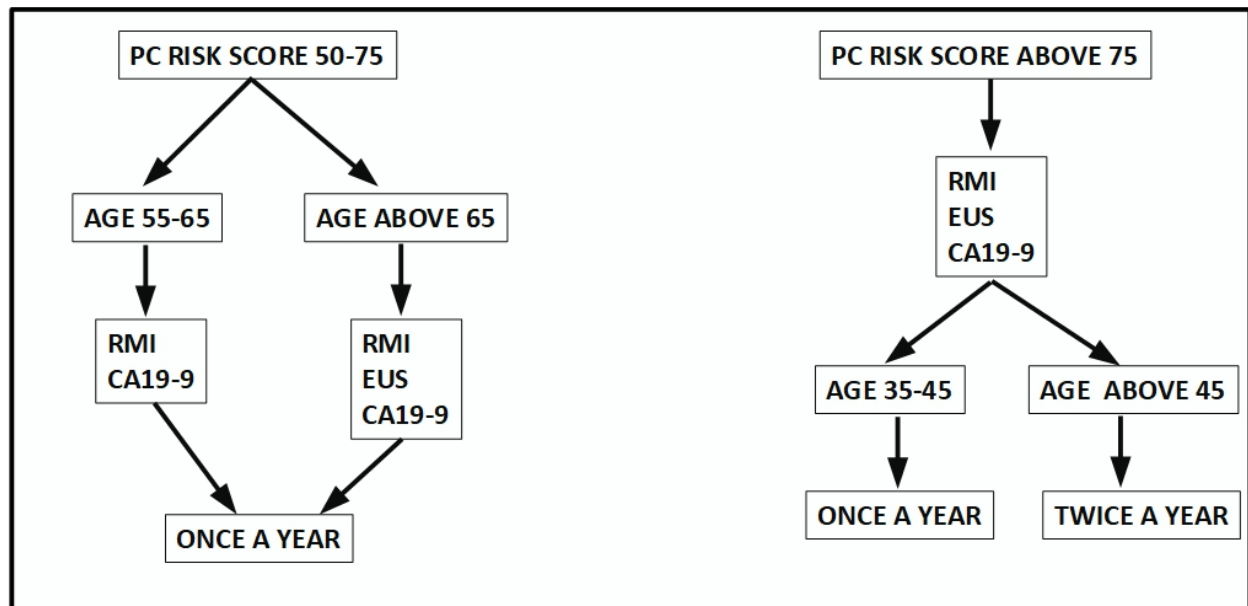 PC RISK SCORE 50-75
AGE 55-65
AGE ABOVE 65
RMI
CA19-9
RMI
EUS
CA19-9
ONCE A YEAR
PC RISK SCORE ABOVE 75
RMI
EUS
CA19-9
AGE 35-45
AGE ABOVE 45
ONCE A YEAR
TWICE A YEAR